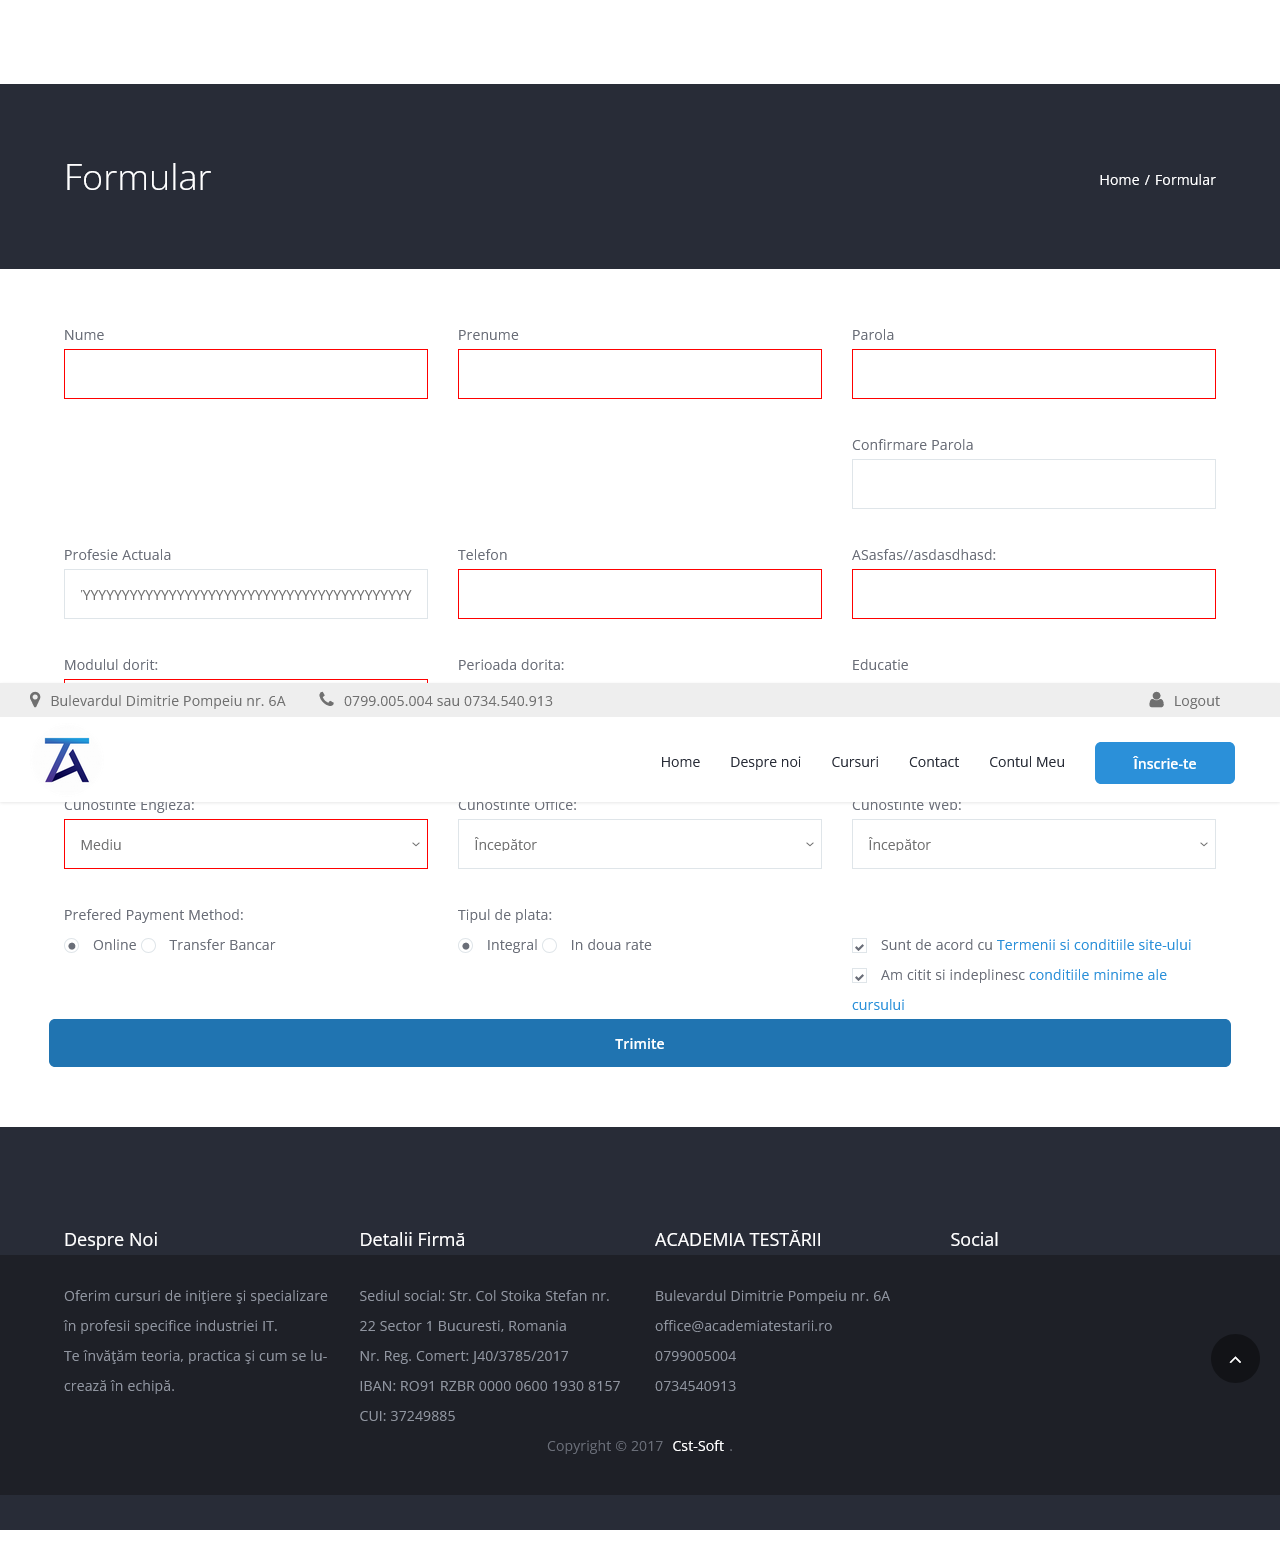 Formular
Home / Formular
Nume
Prenume
Parola
Confirmare Parola
Profesie Actuala
Telefon
ASasfas//asdasdhasd:
Modulul dorit:
Perioada dorita:
Educatie
Bulevardul Dimitrie Pompeiu nr. 6A
0799.005.004 sau 0734.540.913
Logout
Home
Despre noi
Cursuri
Contact
Contul Meu
Înscrie-te
Cunostinte Engleza:
Cunostinte Office:
Cunostinte Web:
Mediu
Începător
Începător
Prefered Payment Method:
Online Transfer Bancar
Tipul de plata:
Integral In doua rate
Sunt de acord cu Termenii si conditiile site-ului
Am citit si indeplinesc conditiile minime ale
cursului
Trimite
Despre Noi
Oferim cursuri de inițiere și specializare
în profesii specifice industriei IT.
Te învățăm teoria, practica și cum se lu-
crează în echipă.
Detalii Firmă
Sediul social: Str. Col Stoika Stefan nr.
22 Sector 1 Bucuresti, Romania
Nr. Reg. Comert: J40/3785/2017
IBAN: RO91 RZBR 0000 0600 1930 8157
CUI: 37249885
ACADEMIA TESTĂRII
Bulevardul Dimitrie Pompeiu nr. 6A
office@academiatestarii.ro
0799005004
0734540913
Social
Copyright © 2017 Cst-Soft .